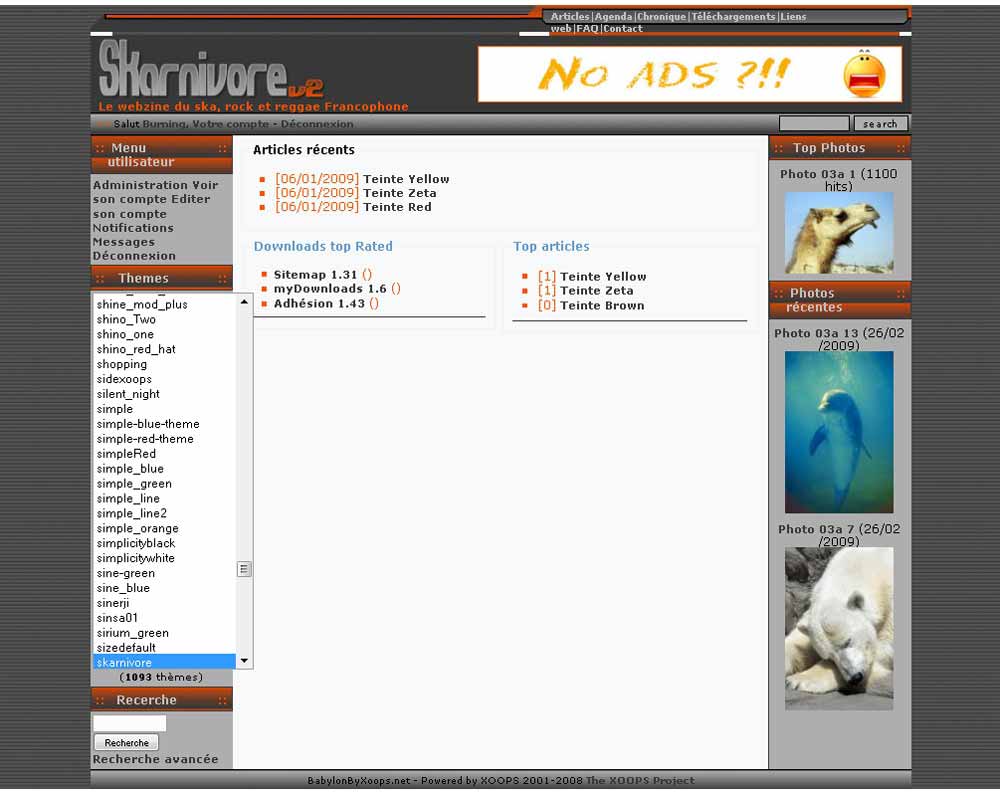 Articles|Agenda|Chronique|Téléchargements|Liens
web|FAQ|Contact
Skarnivore v2
Le webzine du ska, rock et reggae Francophone
No ADS ?!!
Salut Burning, Votre compte - Déconnexion
search
:: Menu ::
utilisateur
Administration Voir
son compte Editer
son compte
Notifications
Messages
Déconnexion
:: Themes ::
shine_mod_plus
shino_Two
shino_one
shino_red_hat
shopping
sidexoops
silent_night
simple
simple-blue-theme
simple-red-theme
simpleRed
simple_blue
simple_green
simple_line
simple_line2
simple_orange
simplicityblack
simplicitywhite
sine-green
sine_blue
sinerji
sinsa01
sirium_green
sizedefault
skarnivore
(1093 thèmes)
:: Recerche ::
Recherche
Recherche avancée
Articles récents
[06/01/2009] Teinte Yellow
[06/01/2009] Teinte Zeta
[06/01/2009] Teinte Red
Downloads top Rated
Sitemap 1.31 ()
myDownloads 1.6 ()
Adhésion 1.43 ()
Top articles
[1] Teinte Yellow
[1] Teinte Zeta
[0] Teinte Brown
:: Top Photos ::
Photo 03a 1 (1100
hits)
:: Photos ::
récentes
Photo 03a 13 (26/02
/2009)
Photo 03a 7 (26/02
/2009)
BabylonByXoops.net - Powered by XOOPS 2001-2008 The XOOPS Project